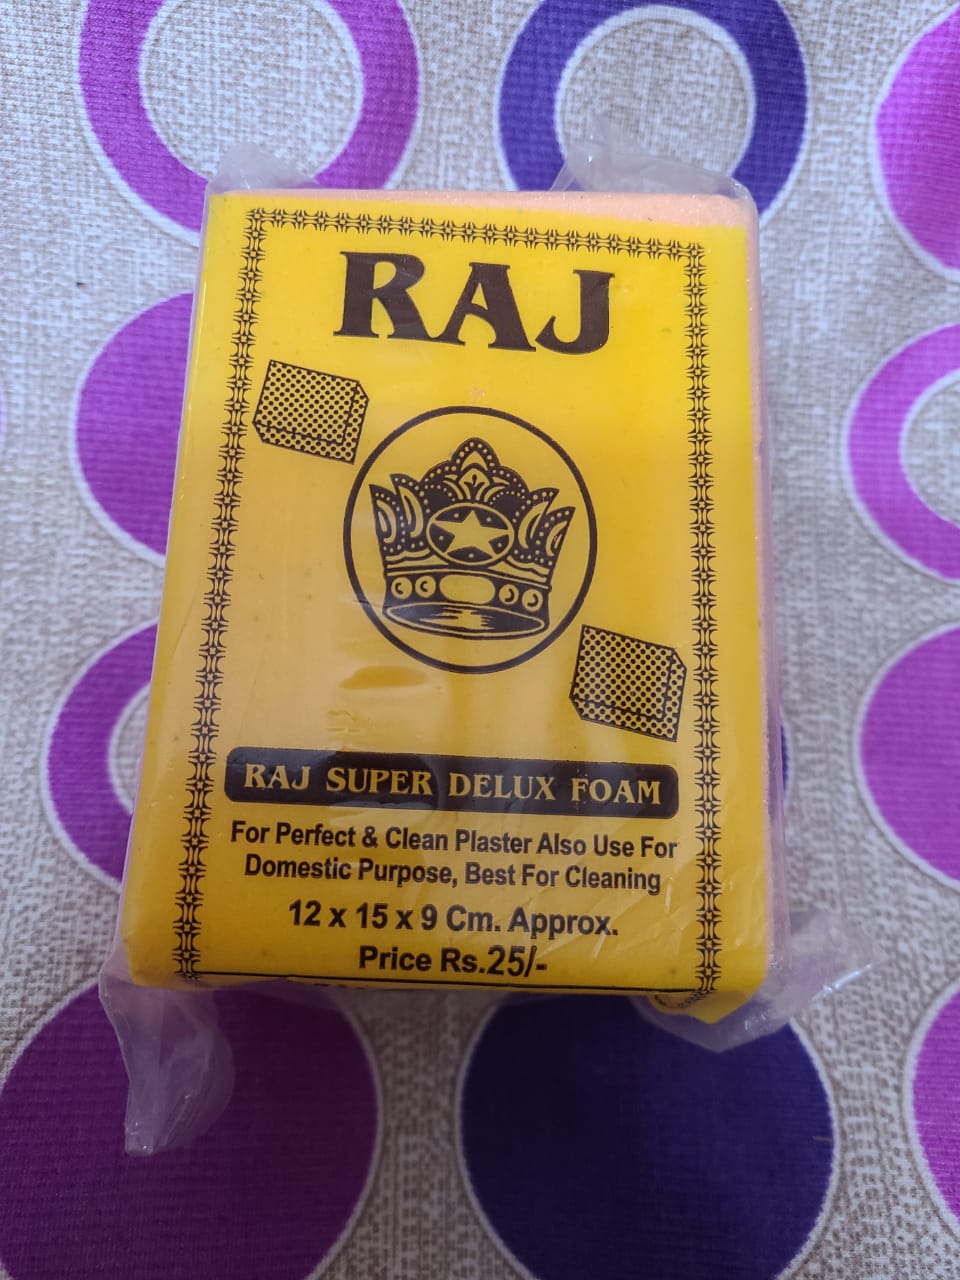 RAJ
RAJ SUPER DELUX FOAM
For Perfect & Clean Plaster Also Use For
Domestic Purpose, Best For Cleaning
12 x 15 x 9 Cm. Approx.
Price Rs.25/-